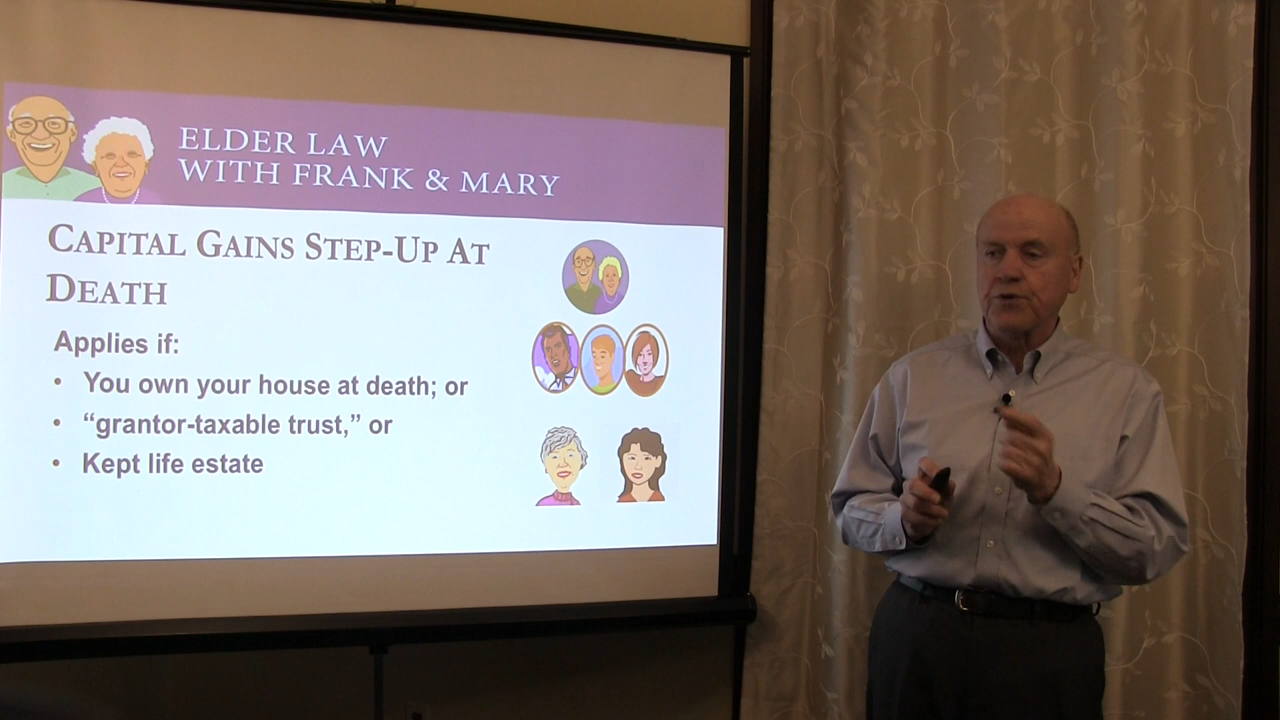 ELDER LAW
WITH FRANK & MARY
CAPITAL GAINS STEP-UP AT
DEATH
Applies if:
• You own your house at death; or
• “grantor-taxable trust,” or
• Kept life estate